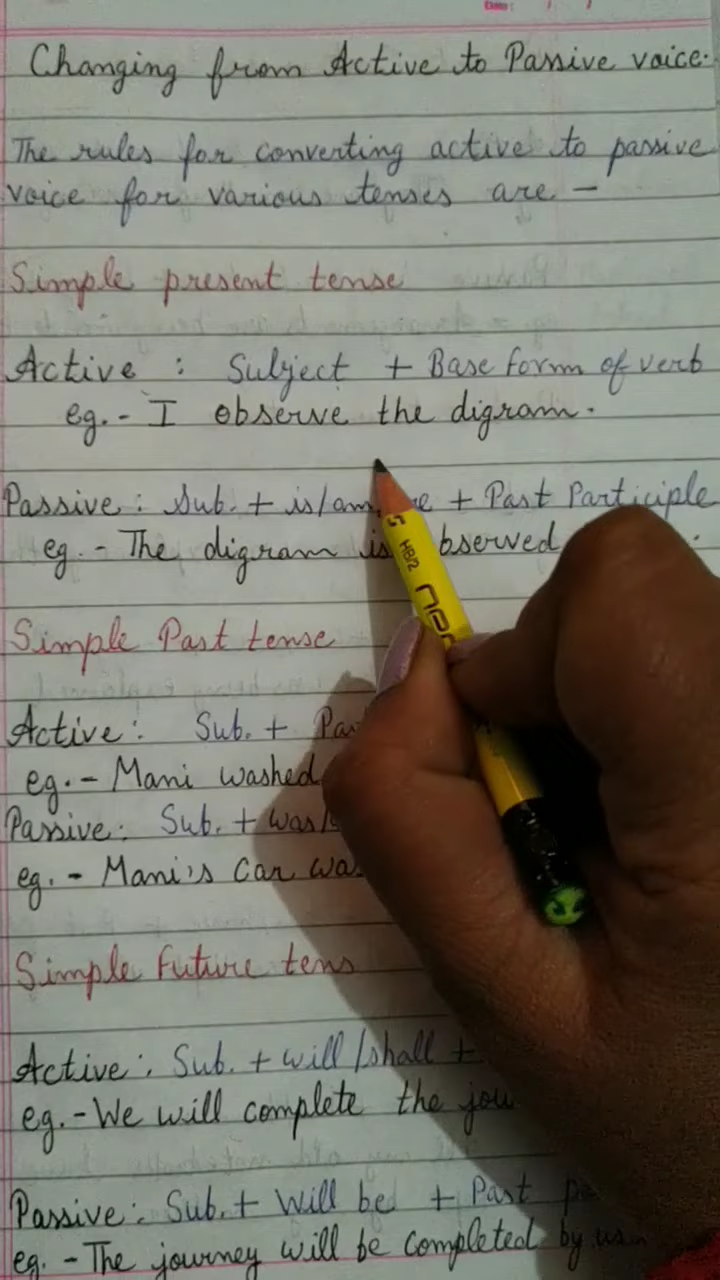 Changing from Active to Passive voice.
The rules for converting active to passive
voice for various tenses are -
Simple present tense
Active : Subject + Base form of verb
eg. - I observe the digram.
Passive : Sub. + is/am + Past Participle
eg. - The digram is observed
HB/2
Simple Past tense
Active : Sub. +
eg. - Mani washed
Passive : Sub. +
eg. - Mani's Car
Simple Future tens
Active : Sub. + will/shall +
eg. - We will complete the
Passive : Sub. + Will be + Past
eg. - The journey will be completed by us.